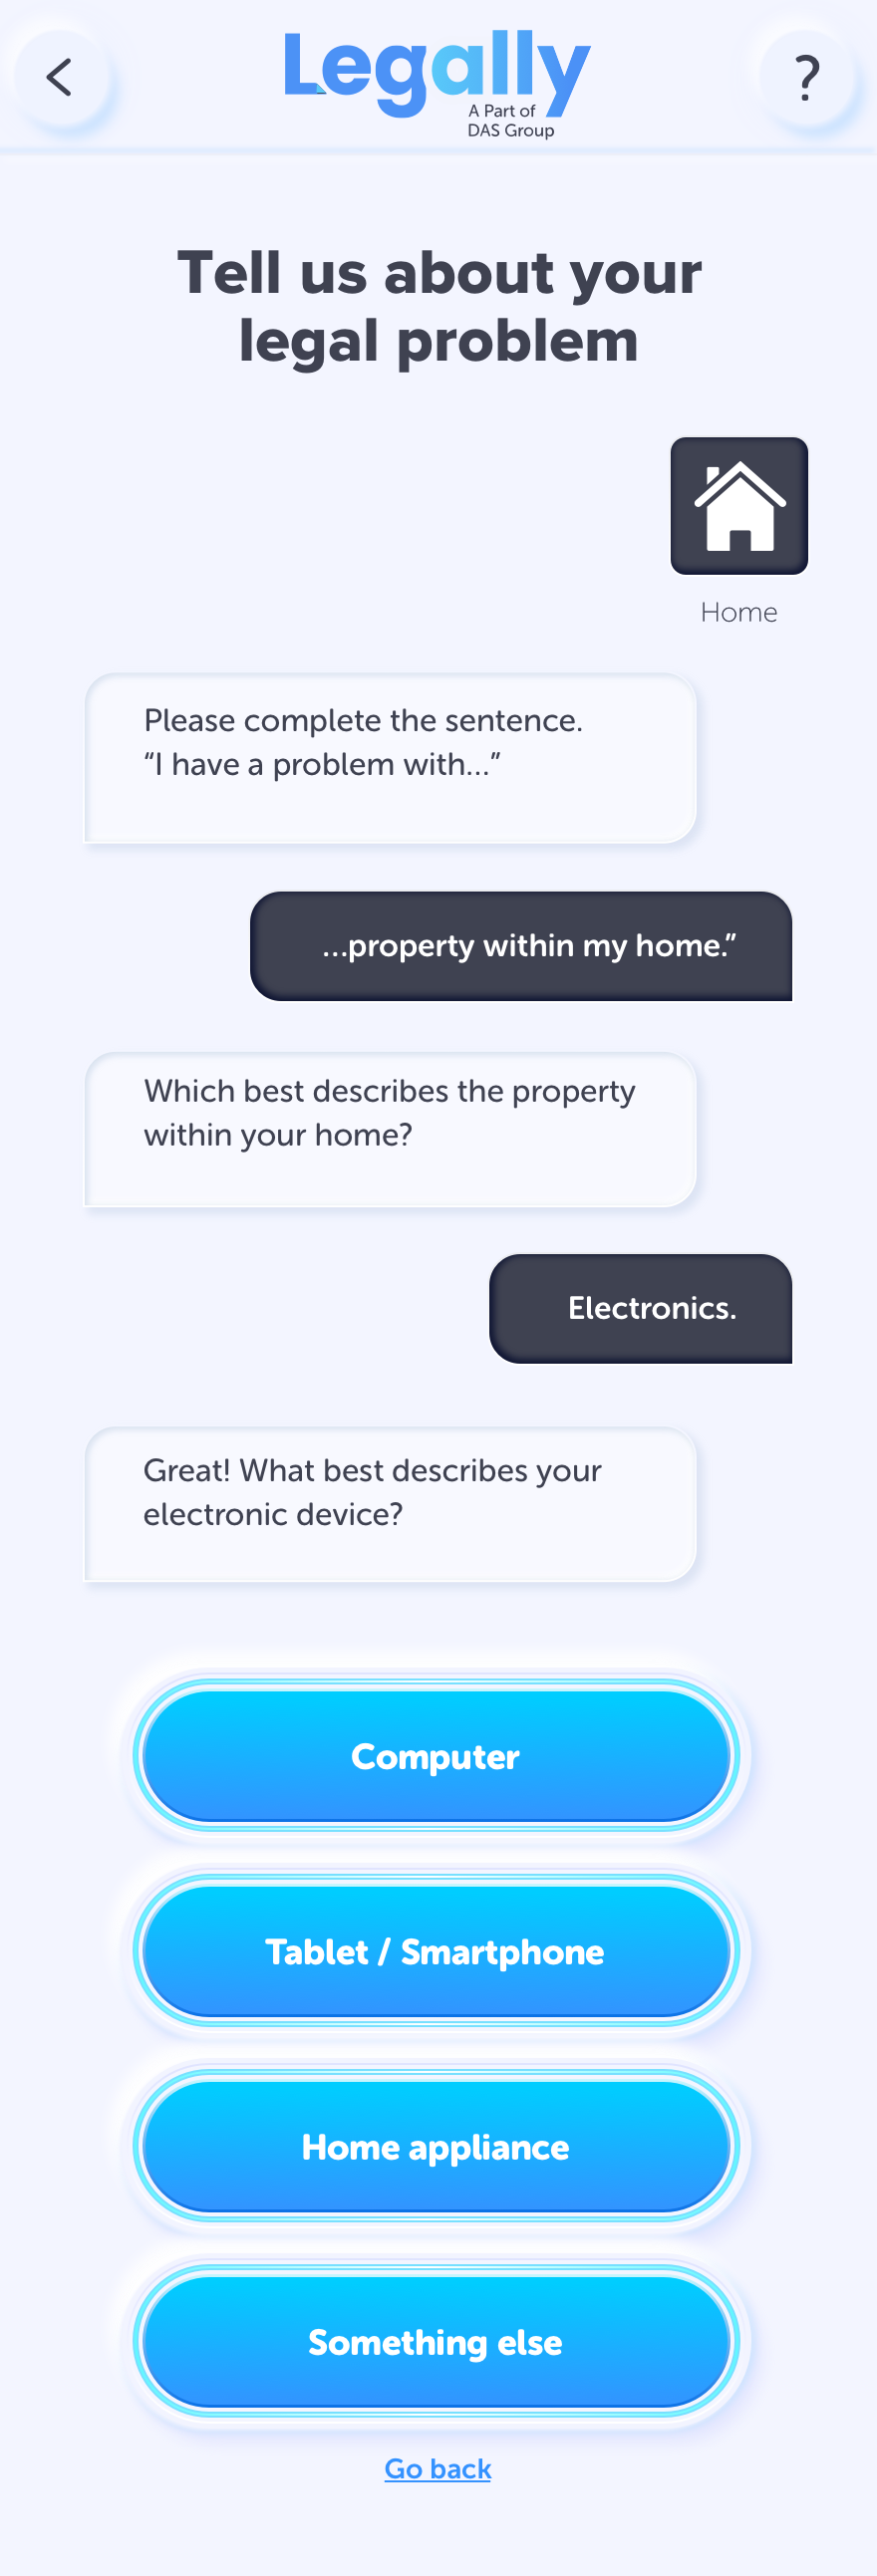 Legally
?
A Part of
DAS Group
Tell us about your
legal problem
Home
Please complete the sentence.
“I have a problem with...”
...property within my home.”
Which best describes the property
within your home?
Electronics.
Great! What best describes your
electronic device?
Computer
Tablet / Smartphone
Home appliance
Something else
Go back